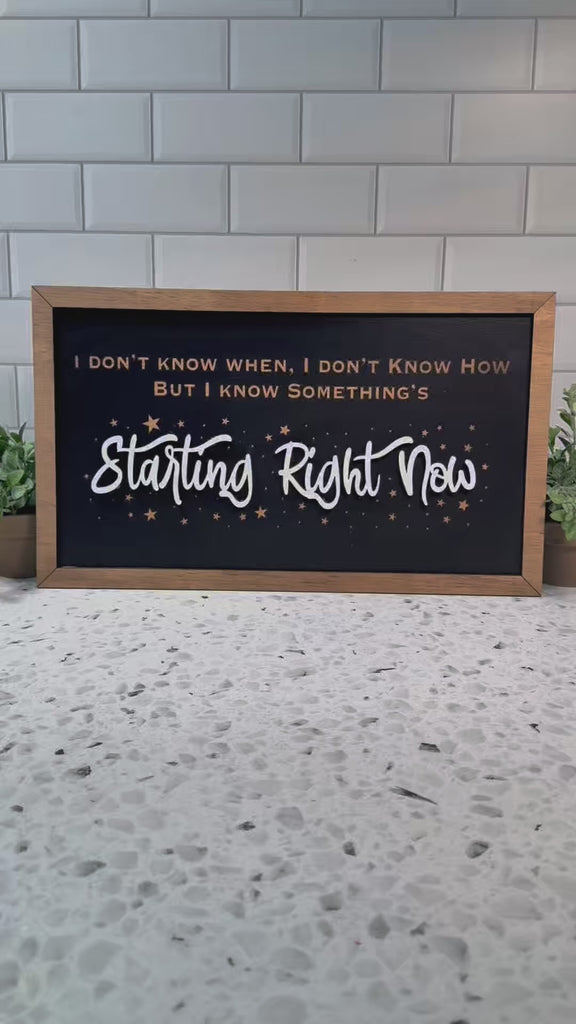 I DON'T KNOW WHEN, I DON'T KNOW HOW
BUT I KNOW SOMETHING'S
Starting Right Now